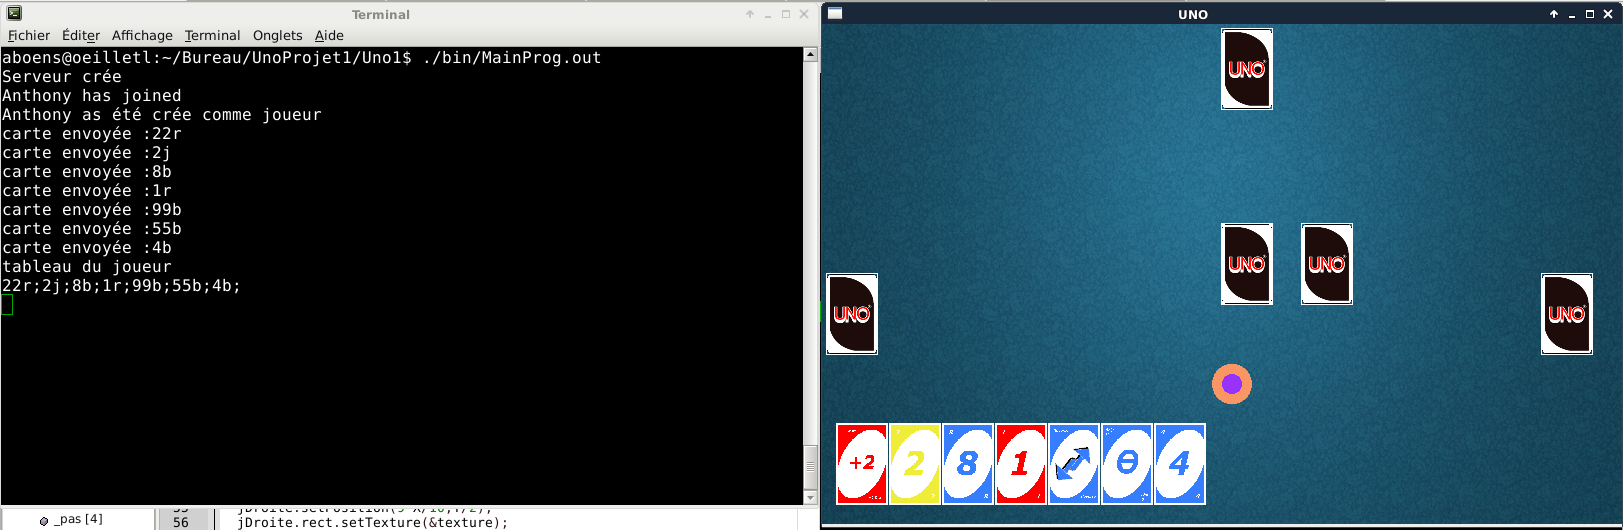 Terminal
Fichier Éditer Affichage Terminal Onglets Aide
aboens@oeilletl:~/Bureau/UnoProjet1/Uno1$ ./bin/MainProg.out
Serveur crée
Anthony has joined
Anthony as été crée comme joueur
carte envoyée :22r
carte envoyée :2j
carte envoyée :8b
carte envoyée :1r
carte envoyée :99b
carte envoyée :55b
carte envoyée :4b
tableau du joueur
22r;2j;8b;1r;99b;55b;4b;
_pas [4]
56 jDroite.rect.setTexture(&texture);
UNO
UNO
UNO
UNO
UNO
UNO
+2 2 8 1 4